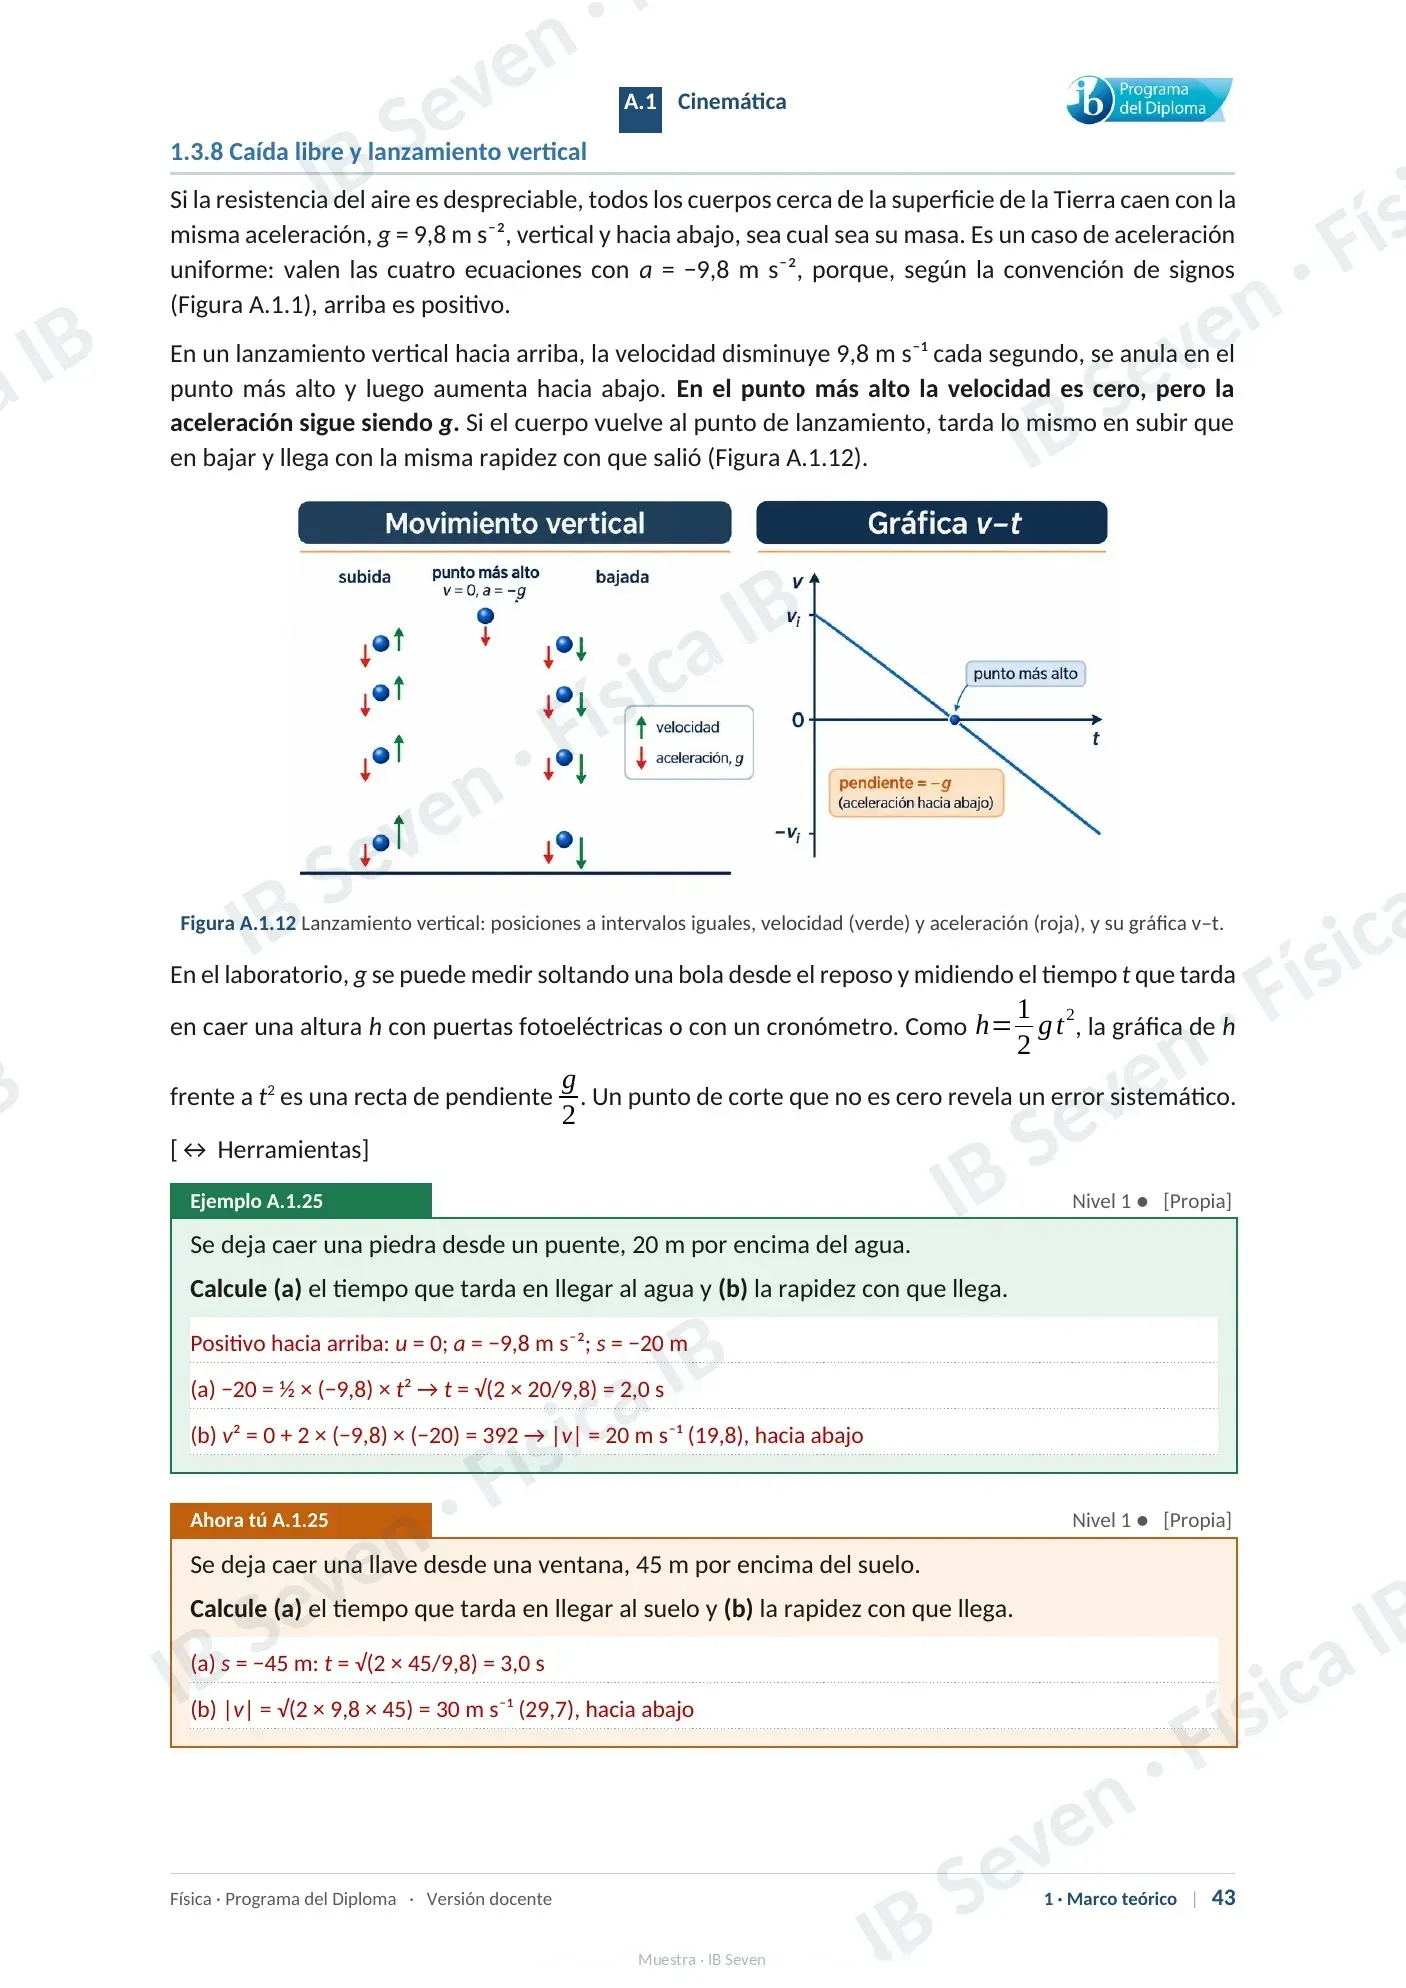 A.1 Cinemática
ib Programa
del Diploma
1.3.8 Caída libre y lanzamiento vertical
Si la resistencia del aire es despreciable, todos los cuerpos cerca de la superficie de la Tierra caen con la
misma aceleración, g = 9,8 m s⁻², vertical y hacia abajo, sea cual sea su masa. Es un caso de aceleración
uniforme: valen las cuatro ecuaciones con a = −9,8 m s⁻², porque, según la convención de signos
(Figura A.1.1), arriba es positivo.
En un lanzamiento vertical hacia arriba, la velocidad disminuye 9,8 m s⁻¹ cada segundo, se anula en el
punto más alto y luego aumenta hacia abajo. En el punto más alto la velocidad es cero, pero la
aceleración sigue siendo g. Si el cuerpo vuelve al punto de lanzamiento, tarda lo mismo en subir que
en bajar y llega con la misma rapidez con que salió (Figura A.1.12).
Movimiento vertical
subida
punto más alto
v = 0, a = −g
bajada
velocidad
aceleración, g
Gráfica v−t
v
vᵢ
punto más alto
0
t
pendiente = −g
(aceleración hacia abajo)
−vᵢ
Figura A.1.12 Lanzamiento vertical: posiciones a intervalos iguales, velocidad (verde) y aceleración (roja), y su gráfica v−t.
En el laboratorio, g se puede medir soltando una bola desde el reposo y midiendo el tiempo t que tarda
en caer una altura h con puertas fotoeléctricas o con un cronómetro. Como h = 1/2 g t², la gráfica de h
frente a t² es una recta de pendiente g/2. Un punto de corte que no es cero revela un error sistemático.
[ ↔ Herramientas]
Ejemplo A.1.25 Nivel 1 ● [Propia]
Se deja caer una piedra desde un puente, 20 m por encima del agua.
Calcule (a) el tiempo que tarda en llegar al agua y (b) la rapidez con que llega.
Positivo hacia arriba: u = 0; a = −9,8 m s⁻²; s = −20 m
(a) −20 = ½ × (−9,8) × t² → t = √(2 × 20/9,8) = 2,0 s
(b) v² = 0 + 2 × (−9,8) × (−20) = 392 → |v| = 20 m s⁻¹ (19,8), hacia abajo
Ahora tú A.1.25 Nivel 1 ● [Propia]
Se deja caer una llave desde una ventana, 45 m por encima del suelo.
Calcule (a) el tiempo que tarda en llegar al suelo y (b) la rapidez con que llega.
(a) s = −45 m: t = √(2 × 45/9,8) = 3,0 s
(b) |v| = √(2 × 9,8 × 45) = 30 m s⁻¹ (29,7), hacia abajo
Física · Programa del Diploma · Versión docente
1 · Marco teórico | 43
Muestra · IB Seven
IB Seven · Física IB